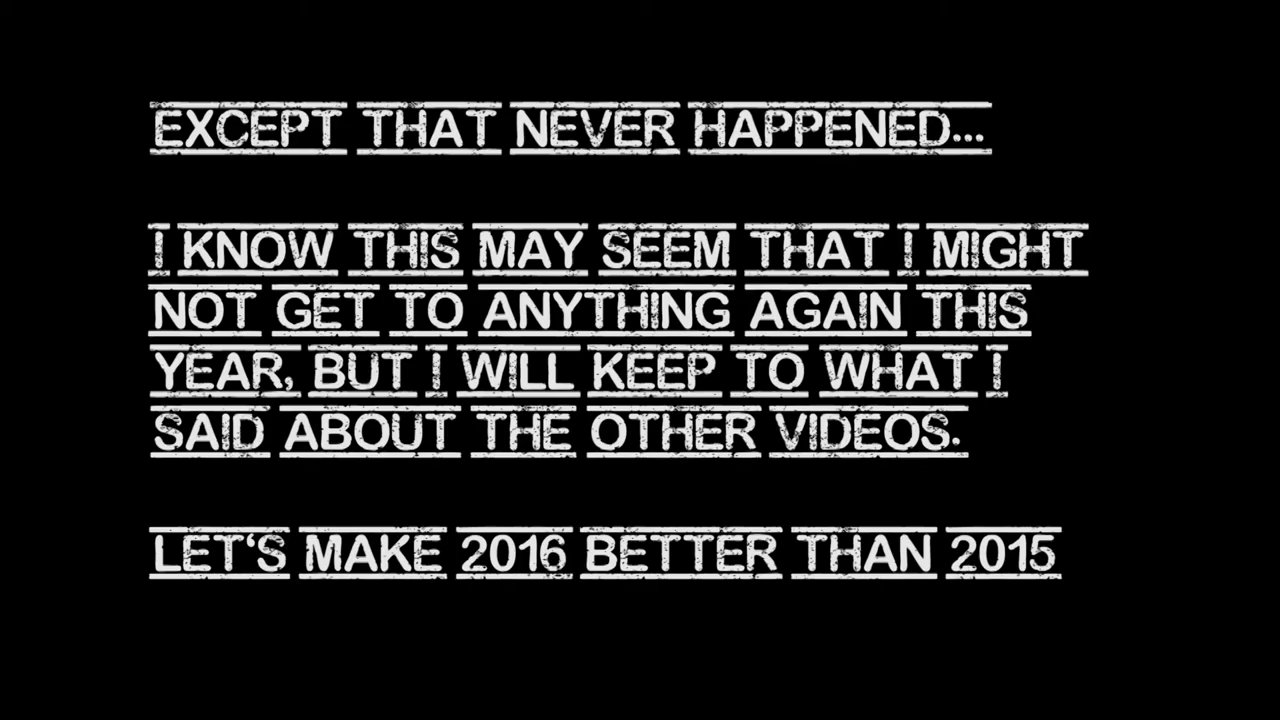 EXCEPT THAT NEVER HAPPENED...
I KNOW THIS MAY SEEM THAT I MIGHT
NOT GET TO ANYTHING AGAIN THIS
YEAR, BUT I WILL KEEP TO WHAT I
SAID ABOUT THE OTHER VIDEOS.
LET'S MAKE 2016 BETTER THAN 2015